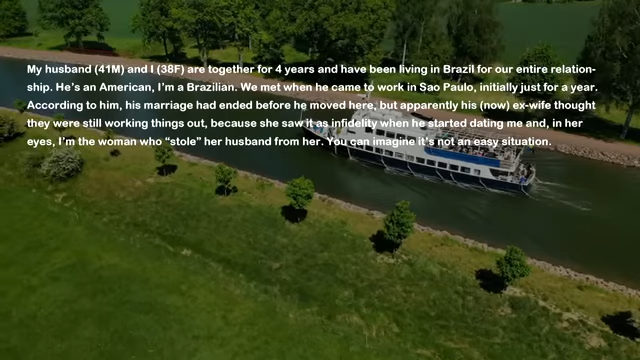 My husband (41M) and I (38F) are together for 4 years and have been living in Brazil for our entire relation-
ship. He's an American, I'm a Brazilian. We met when he came to work in Sao Paulo, initially just for a year.
According to him, his marriage had ended before he moved here, but apparently his (now) ex-wife thought
they were still working things out, because she saw it as infidelity when he started dating me and, in her
eyes, I'm the woman who “stole” her husband from her. You can imagine it's not an easy situation.